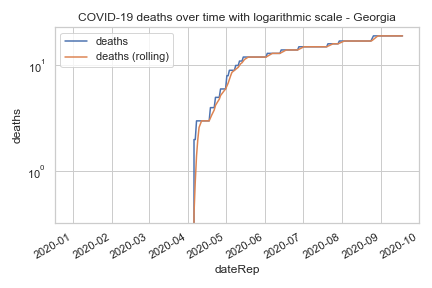 COVID-19 deaths over time with logarithmic scale - Georgia
deaths
deaths (rolling)
10¹
10⁰
deaths
2020-01
2020-02
2020-03
2020-04
2020-05
2020-06
2020-07
2020-08
2020-09
2020-10
dateRep